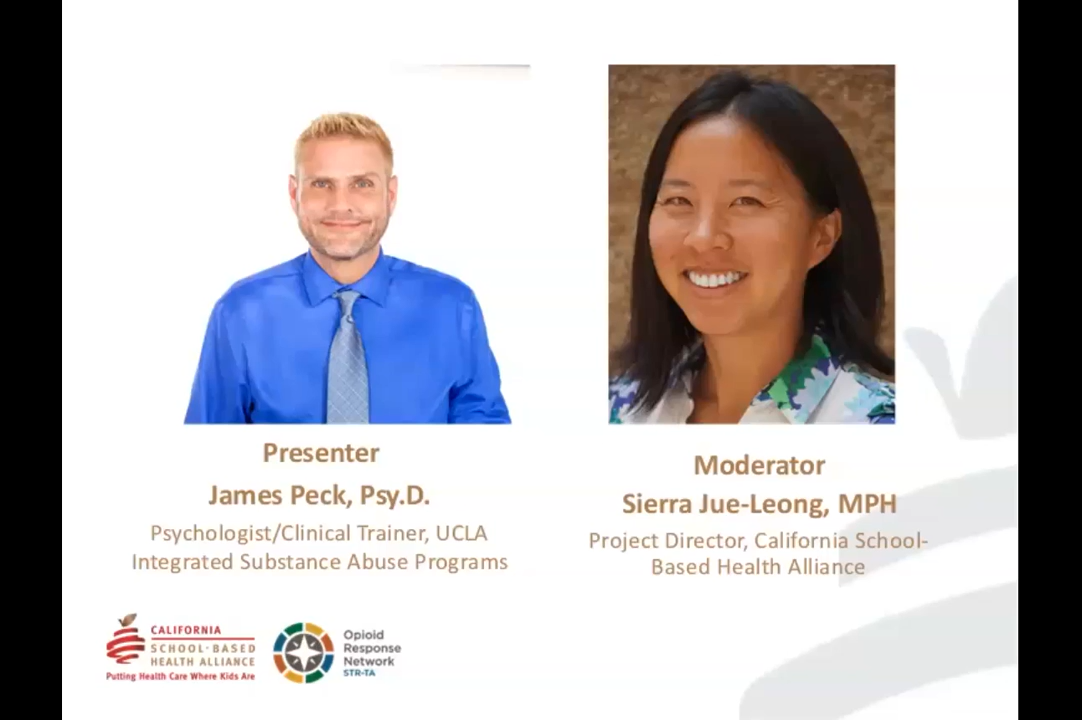 Presenter
James Peck, Psy.D.
Psychologist/Clinical Trainer, UCLA
Integrated Substance Abuse Programs
Moderator
Sierra Jue-Leong, MPH
Project Director, California School-
Based Health Alliance
CALIFORNIA
SCHOOL-BASED
HEALTH ALLIANCE
Putting Health Care Where Kids Are
Opioid
Response
Network
STR-TA